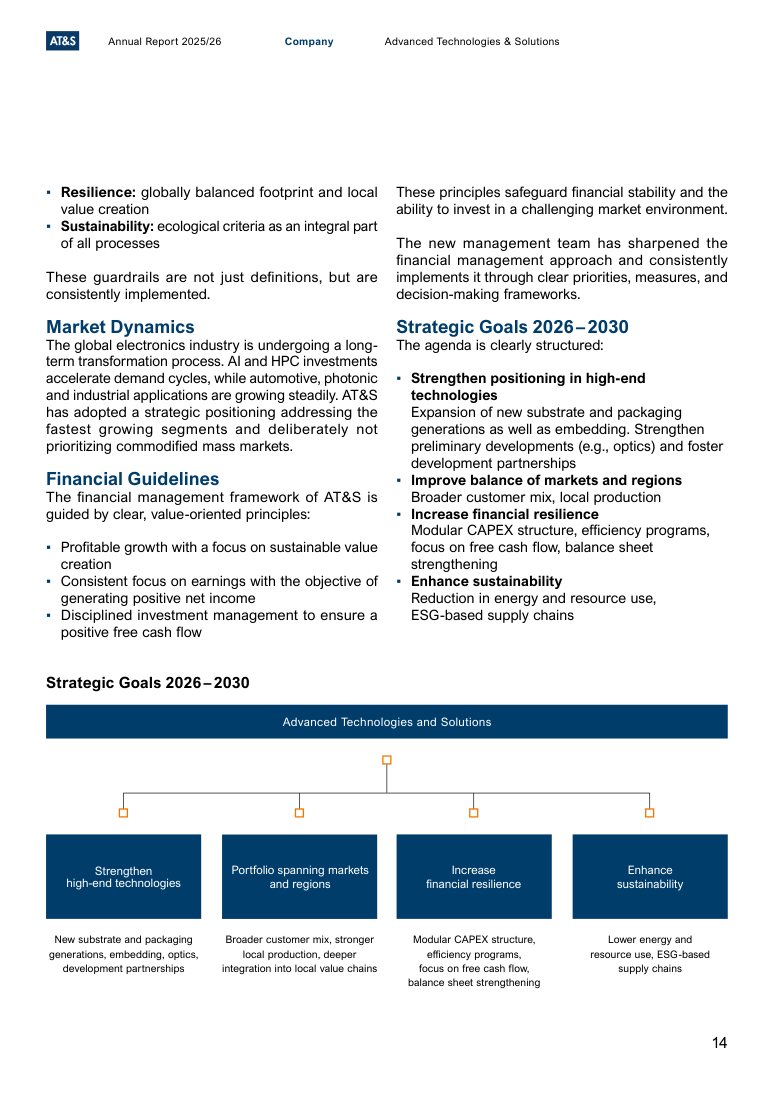 AT&S
Annual Report 2025/26
Company
Advanced Technologies & Solutions
▪ Resilience: globally balanced footprint and local
value creation
▪ Sustainability: ecological criteria as an integral part
of all processes
These guardrails are not just definitions, but are
consistently implemented.
Market Dynamics
The global electronics industry is undergoing a long-
term transformation process. AI and HPC investments
accelerate demand cycles, while automotive, photonic
and industrial applications are growing steadily. AT&S
has adopted a strategic positioning addressing the
fastest growing segments and deliberately not
prioritizing commodified mass markets.
Financial Guidelines
The financial management framework of AT&S is
guided by clear, value-oriented principles:
▪ Profitable growth with a focus on sustainable value
creation
▪ Consistent focus on earnings with the objective of
generating positive net income
▪ Disciplined investment management to ensure a
positive free cash flow
These principles safeguard financial stability and the
ability to invest in a challenging market environment.
The new management team has sharpened the
financial management approach and consistently
implements it through clear priorities, measures, and
decision-making frameworks.
Strategic Goals 2026–2030
The agenda is clearly structured:
▪ Strengthen positioning in high-end
technologies
Expansion of new substrate and packaging
generations as well as embedding. Strengthen
preliminary developments (e.g., optics) and foster
development partnerships
▪ Improve balance of markets and regions
Broader customer mix, local production
▪ Increase financial resilience
Modular CAPEX structure, efficiency programs,
focus on free cash flow, balance sheet
strengthening
▪ Enhance sustainability
Reduction in energy and resource use,
ESG-based supply chains
Strategic Goals 2026–2030
Advanced Technologies and Solutions
Strengthen
high-end technologies
New substrate and packaging
generations, embedding, optics,
development partnerships
Portfolio spanning markets
and regions
Broader customer mix, stronger
local production, deeper
integration into local value chains
Increase
financial resilience
Modular CAPEX structure,
efficiency programs,
focus on free cash flow,
balance sheet strengthening
Enhance
sustainability
Lower energy and
resource use, ESG-based
supply chains
14